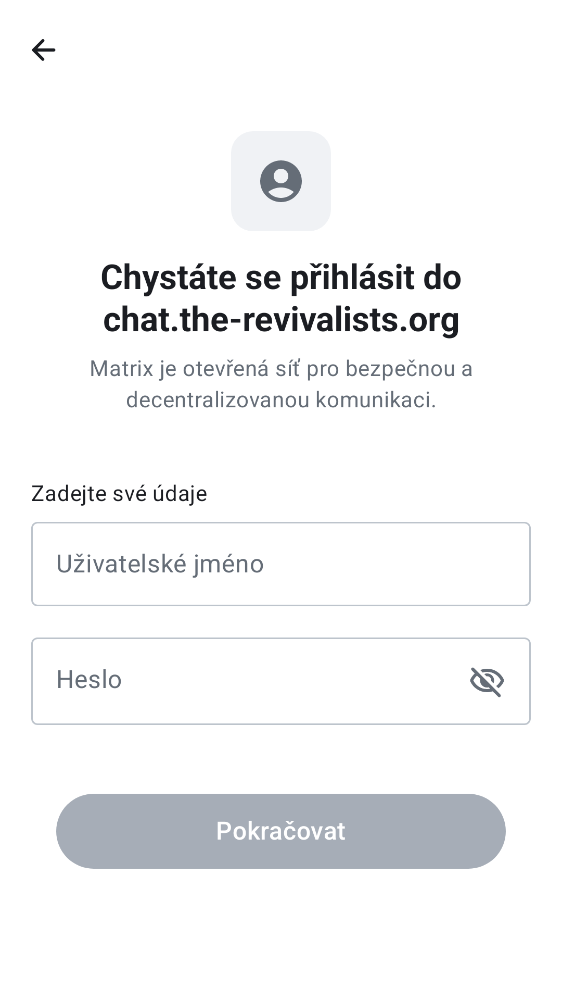 Chystáte se přihlásit do
chat.the-revivalists.org
Matrix je otevřená síť pro bezpečnou a
decentralizovanou komunikaci.
Zadejte své údaje
Uživatelské jméno
Heslo
Pokračovat